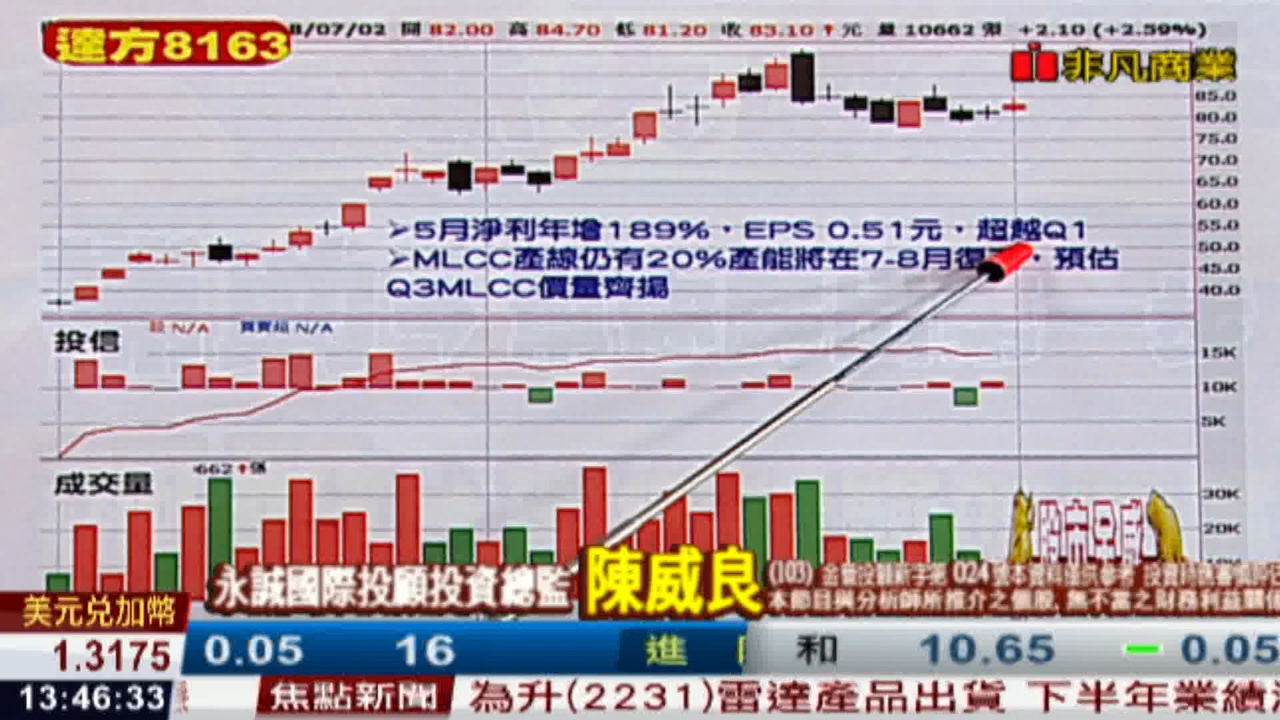 達方8163
8/07/02 開 82.00 高 84.70 低 81.20 收 83.10 ↑ 元 量 10662 張 +2.10 (+2.59%)
非凡商業
85.0
80.0
75.0
70.0
65.0
60.0
55.0
50.0
45.0
40.0
➢5月淨利年增189%，EPS 0.51元，超越Q1
➢MLCC產線仍有20%產能將在7-8月復，預估
Q3MLCC價量齊揚
投信
N/A
買賣超 N/A
15K
10K
5K
成交量
662 ↑ 張
30K
20K
永誠國際投顧投資總監 陳威良
(103) 金管投顧新字第 024
本節目與分析師所推介之個股 無不當之財務利益關係
美元兌加幣
1.3175
0.05 16 進 和 10.65 0.05
13:46:33
焦點新聞 為升(2231)雷達產品出貨 下半年業績